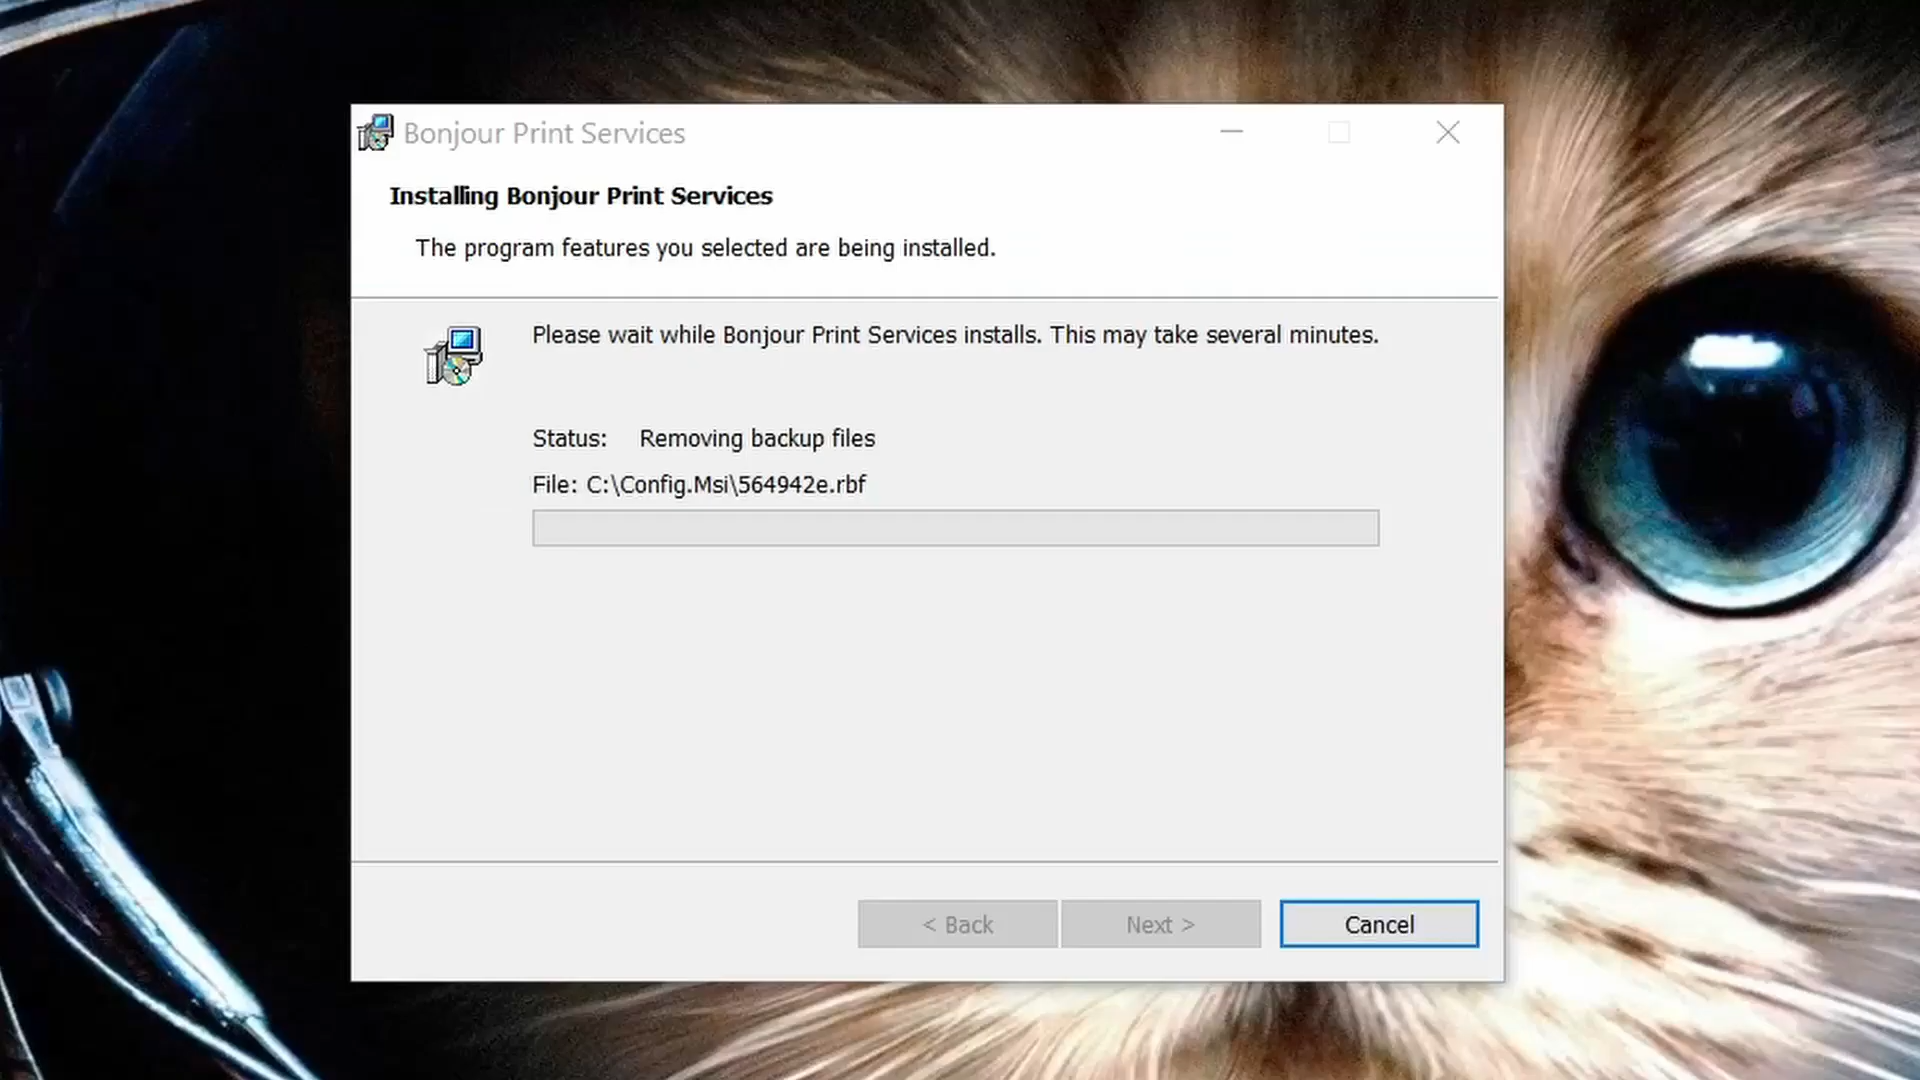 Bonjour Print Services
Installing Bonjour Print Services
The program features you selected are being installed.
Please wait while Bonjour Print Services installs. This may take several minutes.
Status: Removing backup files
File: C:\Config.Msi\564942e.rbf
< Back Next > Cancel